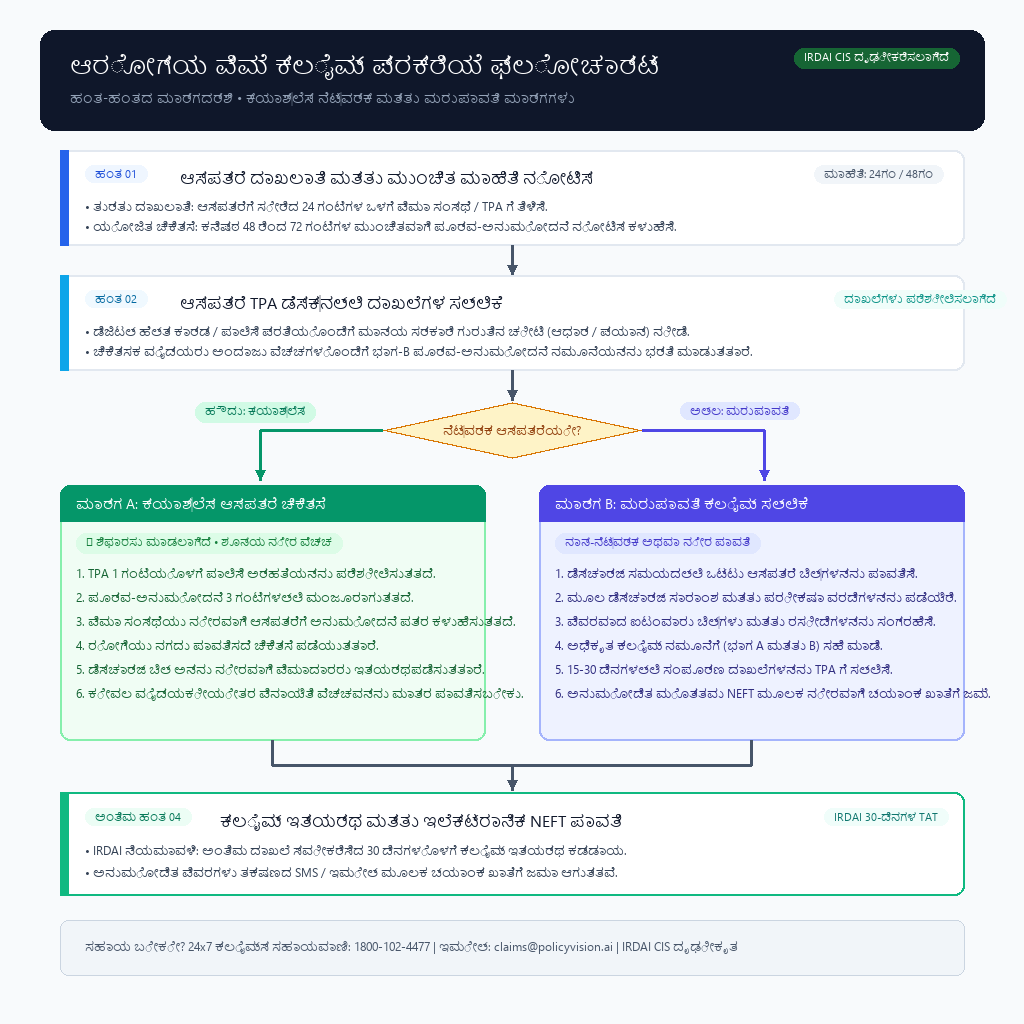 ಆರೋಗ್ಯ ವಿಮೆ ಕ್ಲೈಮ್ ಪ್ರಕ್ರಿಯೆ ಫ್ಲೋಚಾರ್ಟ್
IRDAI CIS ದೃಢೀಕರಿಸಲಾಗಿದೆ
ಹಂತ-ಹಂತದ ಮಾರ್ಗದರ್ಶಿ • ಕ್ಯಾಶ್‌ಲೆಸ್ ನೆಟ್‌ವರ್ಕ್ ಮತ್ತು ಮರುಪಾವತಿ ಮಾರ್ಗಗಳು
ಹಂತ 01
ಆಸ್ಪತ್ರೆ ದಾಖಲಾತಿ ಮತ್ತು ಮುಂಚಿತ ಮಾಹಿತಿ ನೋಟಿಸ್
ಮಾಹಿತಿ: 24ಗಂ / 48ಗಂ
• ತುರ್ತು ದಾಖಲಾತಿ: ಆಸ್ಪತ್ರೆಗೆ ಸೇರಿದ 24 ಗಂಟೆಗಳ ಒಳಗೆ ವಿಮಾ ಸಂಸ್ಥೆ / TPA ಗೆ ತಿಳಿಸಿ.
• ಯೋಜಿತ ಚಿಕಿತ್ಸೆ: ಕನಿಷ್ಠ 48 ರಿಂದ 72 ಗಂಟೆಗಳ ಮುಂಚಿತವಾಗಿ ಪೂರ್ವ-ಅನುಮೋದನೆ ನೋಟಿಸ್ ಕಳುಹಿಸಿ.
ಹಂತ 02
ಆಸ್ಪತ್ರೆ TPA ಡೆಸ್ಕ್‌ನಲ್ಲಿ ದಾಖಲೆಗಳ ಸಲ್ಲಿಕೆ
ದಾಖಲೆಗಳು ಪರಿಶೀಲಿಸಲಾಗಿದೆ
• ಡಿಜಿಟಲ್ ಹೆಲ್ತ್ ಕಾರ್ಡ್ / ಪಾಲಿಸಿ ಪ್ರತಿಯೊಂದಿಗೆ ಮಾನ್ಯ ಸರ್ಕಾರಿ ಗುರುತಿನ ಚೀಟಿ (ಆಧಾರ್ / ಪ್ಯಾನ್) ನೀಡಿ.
• ಚಿಕಿತ್ಸಕ ವೈದ್ಯರು ಅಂದಾಜು ವೆಚ್ಚಗಳೊಂದಿಗೆ ಭಾಗ-B ಪೂರ್ವ-ಅನುಮೋದನೆ ನಮೂನೆಯನ್ನು ಭರ್ತಿ ಮಾಡುತ್ತಾರೆ.
ಹೌದು: ಕ್ಯಾಶ್‌ಲೆಸ್
ಅಲ್ಲ: ಮರುಪಾವತಿ
ನೆಟ್‌ವರ್ಕ್ ಆಸ್ಪತ್ರೆಯೇ?
ಮಾರ್ಗ A: ಕ್ಯಾಶ್‌ಲೆಸ್ ಆಸ್ಪತ್ರೆ ಚಿಕಿತ್ಸೆ
ಶಿಫಾರಸು ಮಾಡಲಾಗಿದೆ • ಶೂನ್ಯ ನೇರ ವೆಚ್ಚ
1. TPA 1 ಗಂಟೆಯೊಳಗೆ ಪಾಲಿಸಿ ಅರ್ಹತೆಯನ್ನು ಪರಿಶೀಲಿಸುತ್ತದೆ.
2. ಪೂರ್ವ-ಅನುಮೋದನೆ 3 ಗಂಟೆಗಳಲ್ಲಿ ಮಂಜೂರಾಗುತ್ತದೆ.
3. ವಿಮಾ ಸಂಸ್ಥೆಯು ನೇರವಾಗಿ ಆಸ್ಪತ್ರೆಗೆ ಅನುಮೋದನೆ ಪತ್ರ ಕಳುಹಿಸುತ್ತದೆ.
4. ರೋಗಿಯು ನಗದು ಪಾವತಿಸದೆ ಚಿಕಿತ್ಸೆ ಪಡೆಯುತ್ತಾರೆ.
5. ಡಿಸ್ಚಾರ್ಜ್ ಬಿಲ್ ಅನ್ನು ನೇರವಾಗಿ ವಿಮಾದಾರರು ಇತ್ಯರ್ಥಪಡಿಸುತ್ತಾರೆ.
6. ಕೇವಲ ವೈದ್ಯಕೀಯೇತರ ವಿನಾಯಿತಿ ವೆಚ್ಚವನ್ನು ಮಾತ್ರ ಪಾವತಿಸಬೇಕು.
ಮಾರ್ಗ B: ಮರುಪಾವತಿ ಕ್ಲೈಮ್ ಸಲ್ಲಿಕೆ
ನಾನ್-ನೆಟ್‌ವರ್ಕ್ ಅಥವಾ ನೇರ ಪಾವತಿ
1. ಡಿಸ್ಚಾರ್ಜ್ ಸಮಯದಲ್ಲಿ ಒಟ್ಟು ಆಸ್ಪತ್ರೆ ಬಿಲ್‌ಗಳನ್ನು ಪಾವತಿಸಿ.
2. ಮೂಲ ಡಿಸ್ಚಾರ್ಜ್ ಸಾರಾಂಶ ಮತ್ತು ಪರೀಕ್ಷಾ ವರದಿಗಳನ್ನು ಪಡೆಯಿರಿ.
3. ವಿವರವಾದ ಐಟಂವಾರು ಬಿಲ್‌ಗಳು ಮತ್ತು ರಸೀದಿಗಳನ್ನು ಸಂಗ್ರಹಿಸಿ.
4. ಅಧಿಕೃತ ಕ್ಲೈಮ್ ನಮೂನೆಗೆ (ಭಾಗ A ಮತ್ತು B) ಸಹಿ ಮಾಡಿ.
5. 15-30 ದಿನಗಳಲ್ಲಿ ಸಂಪೂರ್ಣ ದಾಖಲೆಗಳನ್ನು TPA ಗೆ ಸಲ್ಲಿಸಿ.
6. ಅನುಮೋದಿತ ಮೊತ್ತವು NEFT ಮೂಲಕ ನೇರವಾಗಿ ಬ್ಯಾಂಕ್ ಖಾತೆಗೆ ಜಮೆ.
ಅಂತಿಮ ಹಂತ 04
ಕ್ಲೈಮ್ ಇತ್ಯರ್ಥ ಮತ್ತು ಇಲೆಕ್ಟ್ರಾನಿಕ್ NEFT ಪಾವತಿ
IRDAI 30-ದಿನಗಳ TAT
• IRDAI ನಿಯಮಾವಳಿ: ಅಂತಿಮ ದಾಖಲೆ ಸ್ವೀಕರಿಸಿದ 30 ದಿನಗಳೊಳಗೆ ಕ್ಲೈಮ್ ಇತ್ಯರ್ಥ ಕಡ್ಡಾಯ.
• ಅನುಮೋದಿತ ವಿವರಗಳು ತಕ್ಷಣದ SMS / ಇಮೇಲ್ ಮೂಲಕ ಬ್ಯಾಂಕ್ ಖಾತೆಗೆ ಜಮಾ ಆಗುತ್ತವೆ.
ಸಹಾಯ ಬೇಕೇ? 24x7 ಕ್ಲೈಮ್ಸ್ ಸಹಾಯವಾಣಿ: 1800-102-4477 | ಇಮೇಲ್: claims@policyvision.ai | IRDAI CIS ದೃಢೀಕೃತ